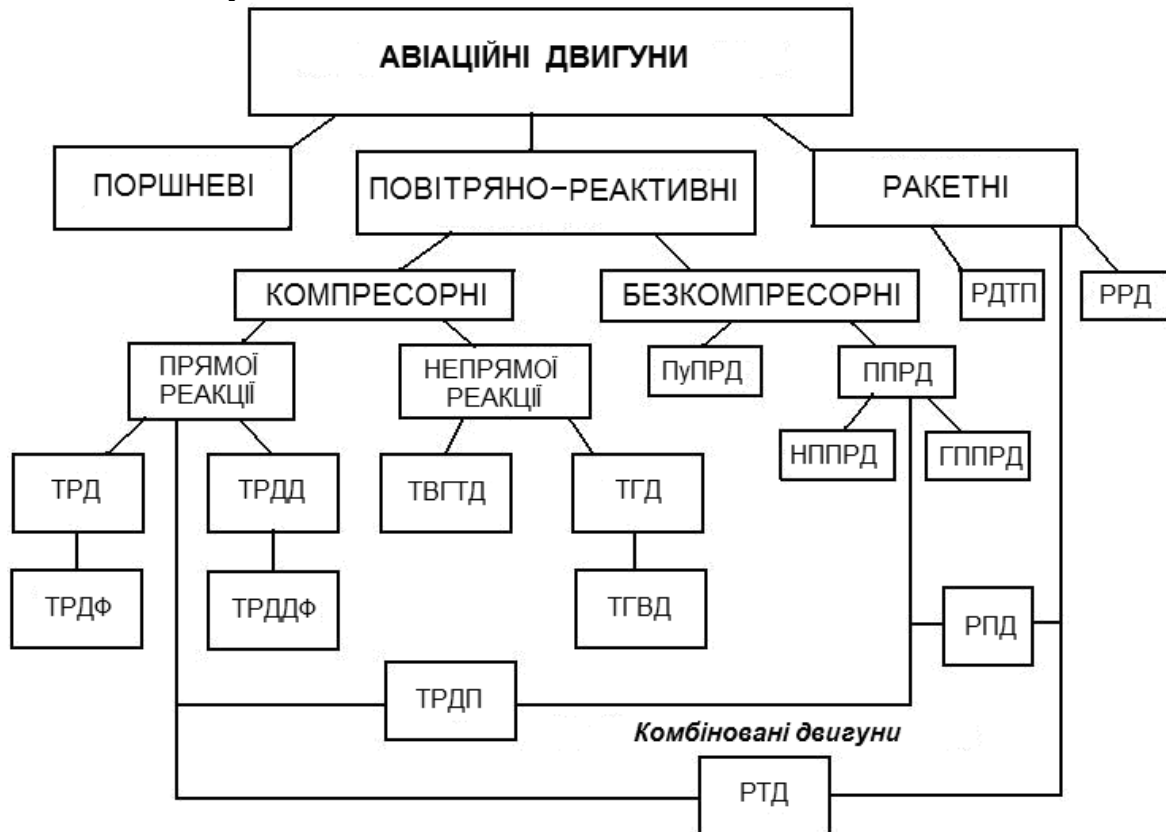 АВІАЦІЙНІ ДВИГУНИ
ПОРШНЕВІ
ПОВІТРЯНО–РЕАКТИВНІ
РАКЕТНІ
КОМПРЕСОРНІ
БЕЗКОМПРЕСОРНІ
РДТП
РРД
ПРЯМОЇ
РЕАКЦІЇ
НЕПРЯМОЇ
РЕАКЦІЇ
ПуПРД
ППРД
НППРД
ГППРД
ТРД
ТРДД
ТВГТД
ТГД
ТРДФ
ТРДДФ
ТГВД
РПД
ТРДП
Комбіновані двигуни
РТД